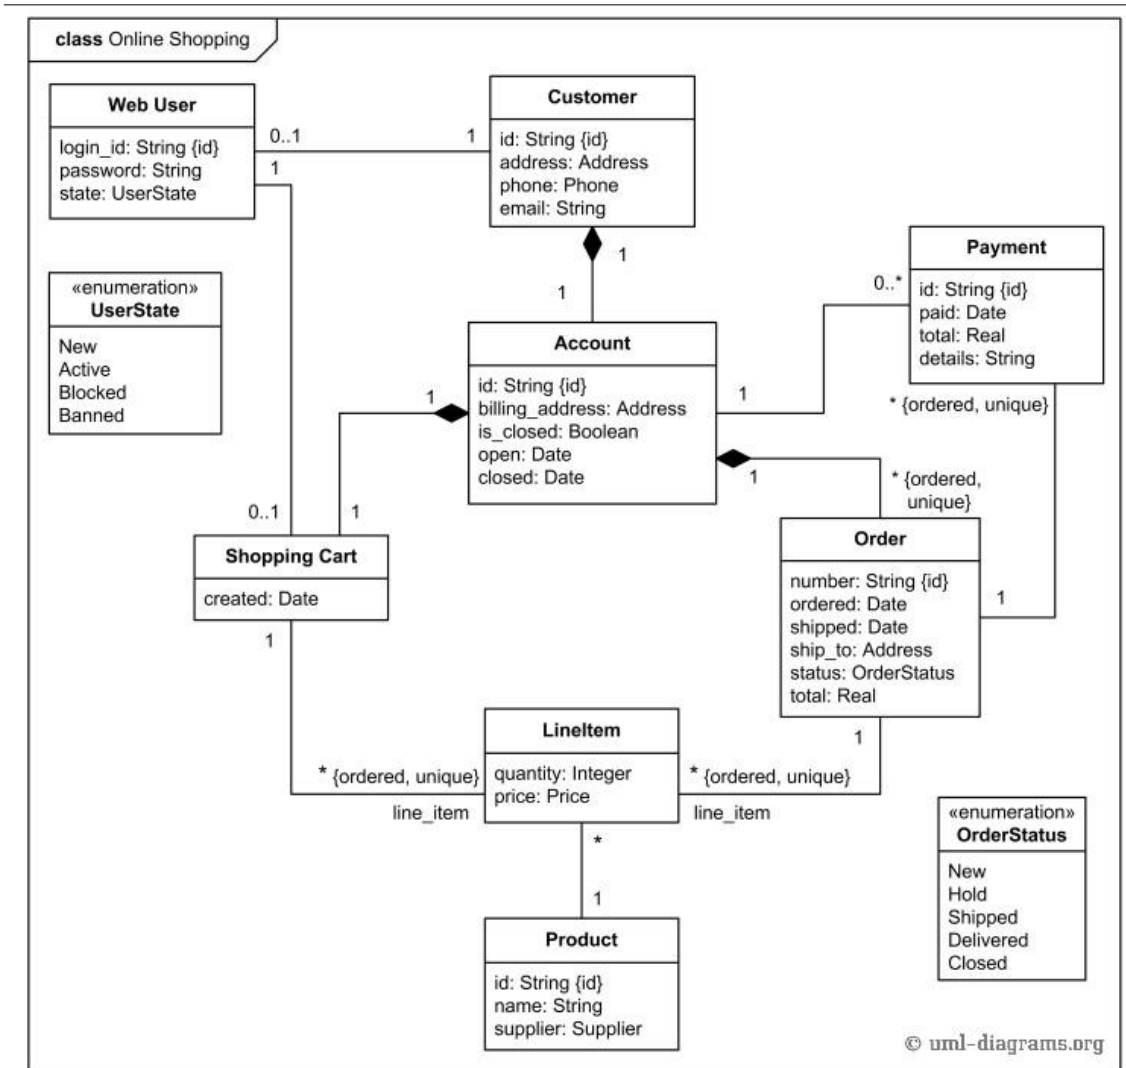 class Online Shopping
Web User
login_id: String {id}
password: String
state: UserState
0..1
1
1
Customer
id: String {id}
address: Address
phone: Phone
email: String
1
1
«enumeration»
UserState
New
Active
Blocked
Banned
Account
id: String {id}
billing_address: Address
is_closed: Boolean
open: Date
closed: Date
Payment
id: String {id}
paid: Date
total: Real
details: String
0..*
1
* {ordered, unique}
1
* {ordered,
unique}
1
1
0..1
Shopping Cart
created: Date
1
Order
number: String {id}
ordered: Date
shipped: Date
ship_to: Address
status: OrderStatus
total: Real
1
1
LineItem
quantity: Integer
price: Price
* {ordered, unique}
line_item
* {ordered, unique}
line_item
*
1
Product
id: String {id}
name: String
supplier: Supplier
«enumeration»
OrderStatus
New
Hold
Shipped
Delivered
Closed
© uml-diagrams.org